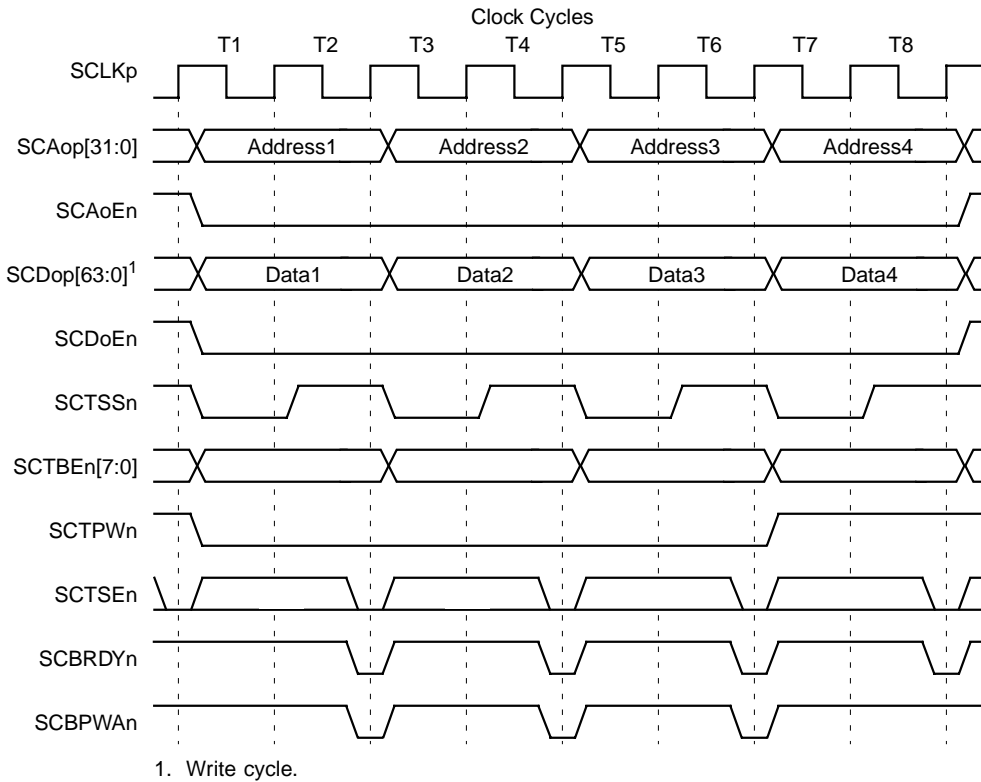 Clock Cycles
T1 T2 T3 T4 T5 T6 T7 T8
SCLKp
SCAop[31:0] Address1 Address2 Address3 Address4
SCAoEn
SCDop[63:0]1 Data1 Data2 Data3 Data4
SCDoEn
SCTSSn
SCTBEn[7:0]
SCTPWn
SCTSEn
SCBRDYn
SCBPWAn
1. Write cycle.